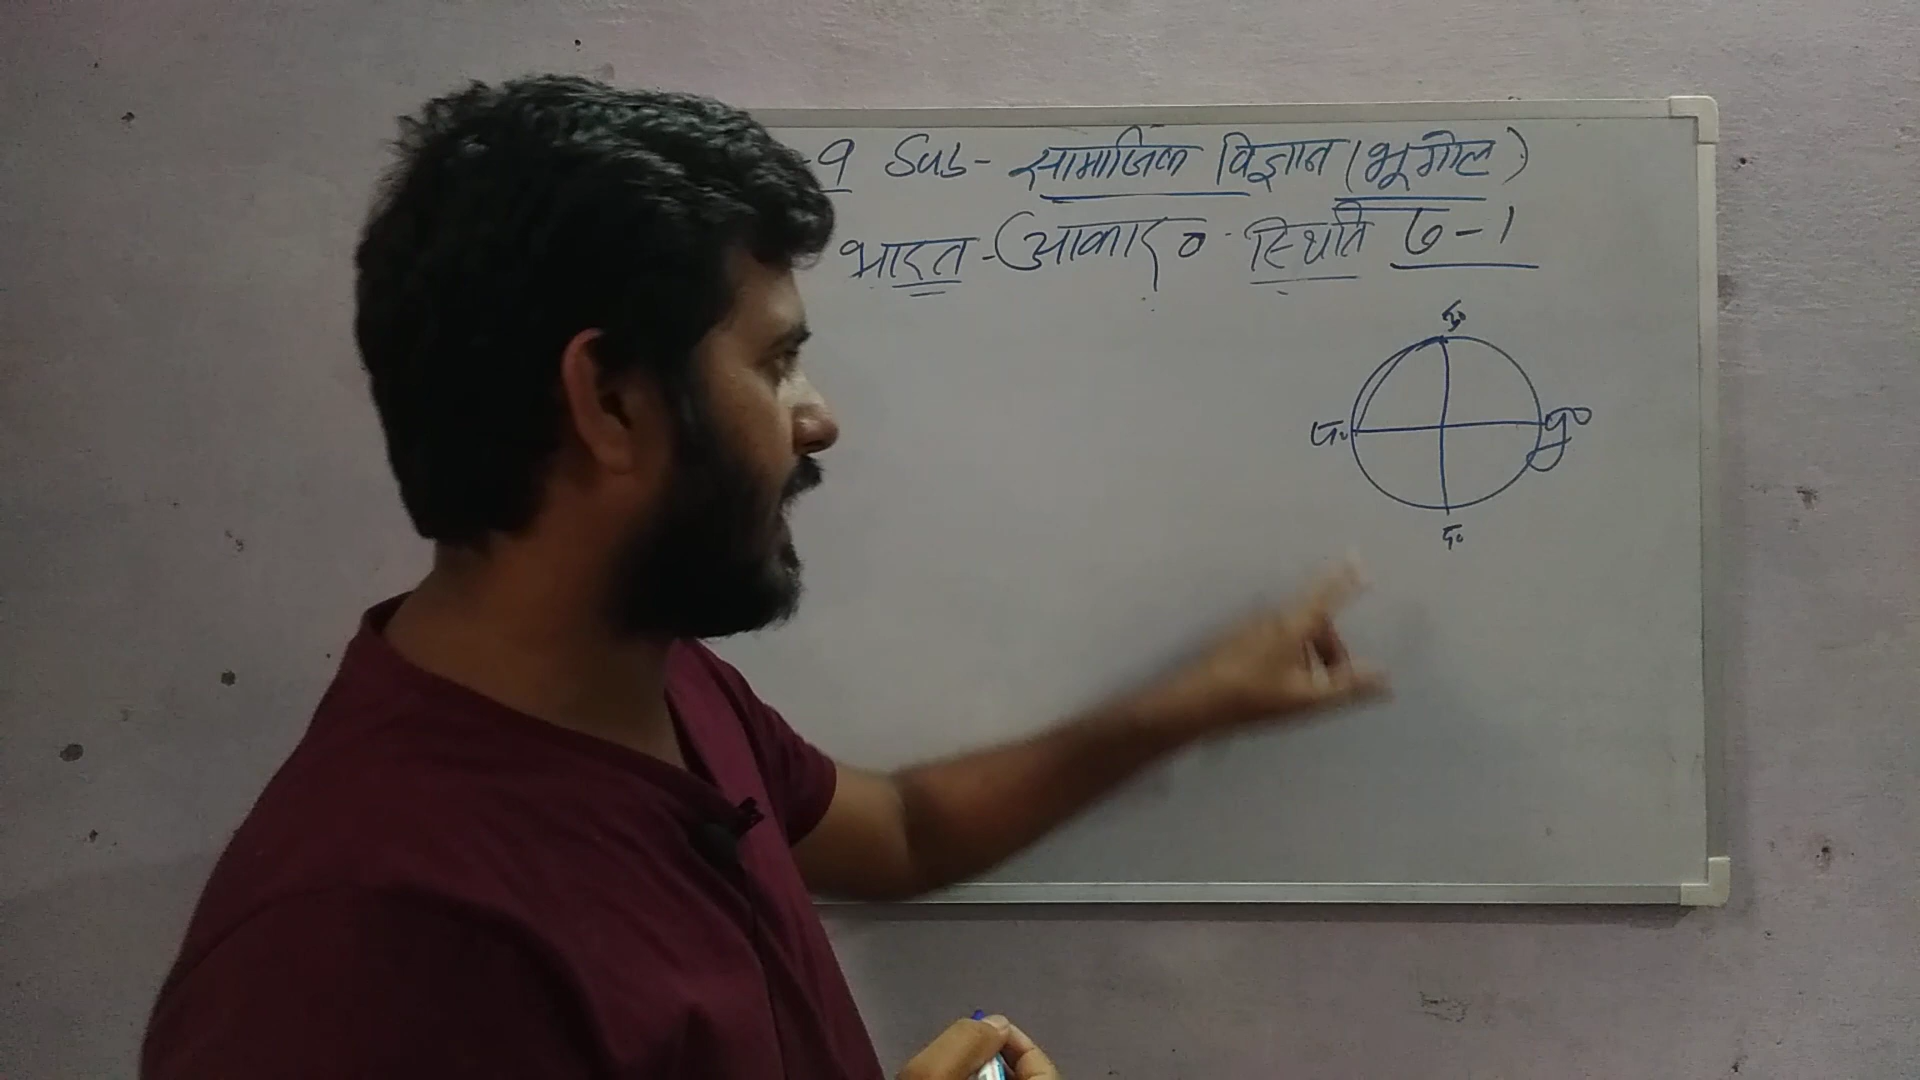 -9 Sub- सामाजिक विज्ञान (भूगोल)
भारत - आकार व स्थिति L-1
उ०
प० पू०
द०